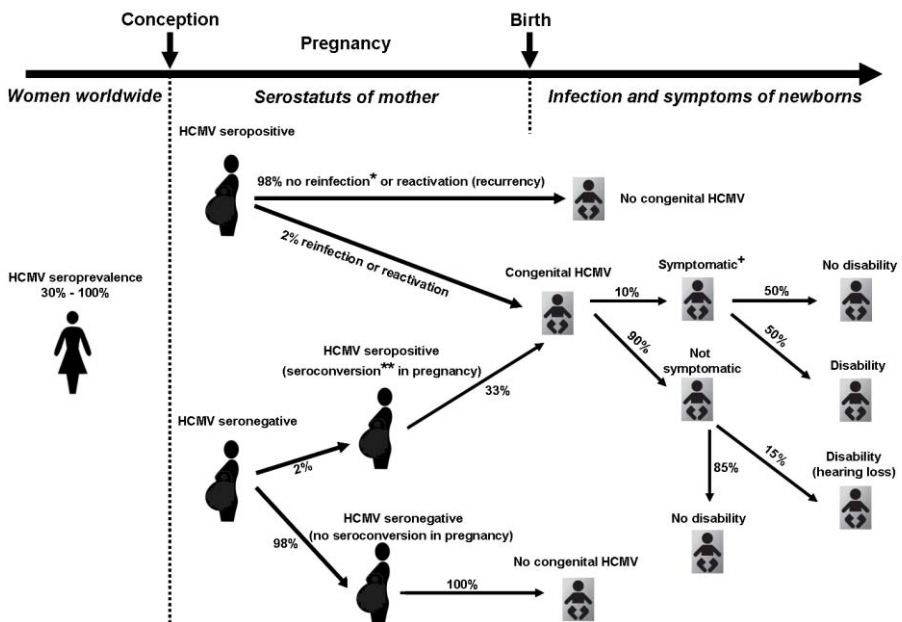 Conception
Birth
Pregnancy
Women worldwide
Serostatuts of mother
Infection and symptoms of newborns
HCMV seropositive
98% no reinfection* or reactivation (recurrency)
No congenital HCMV
2% reinfection or reactivation
HCMV seroprevalence
30% - 100%
Congenital HCMV
Symptomatic+
No disability
10%
50%
50%
90%
HCMV seropositive
(seroconversion** in pregnancy)
Not
symptomatic
Disability
33%
HCMV seronegative
2%
85%
15%
Disability
(hearing loss)
98%
HCMV seronegative
(no seroconversion in pregnancy)
No disability
100%
No congenital HCMV